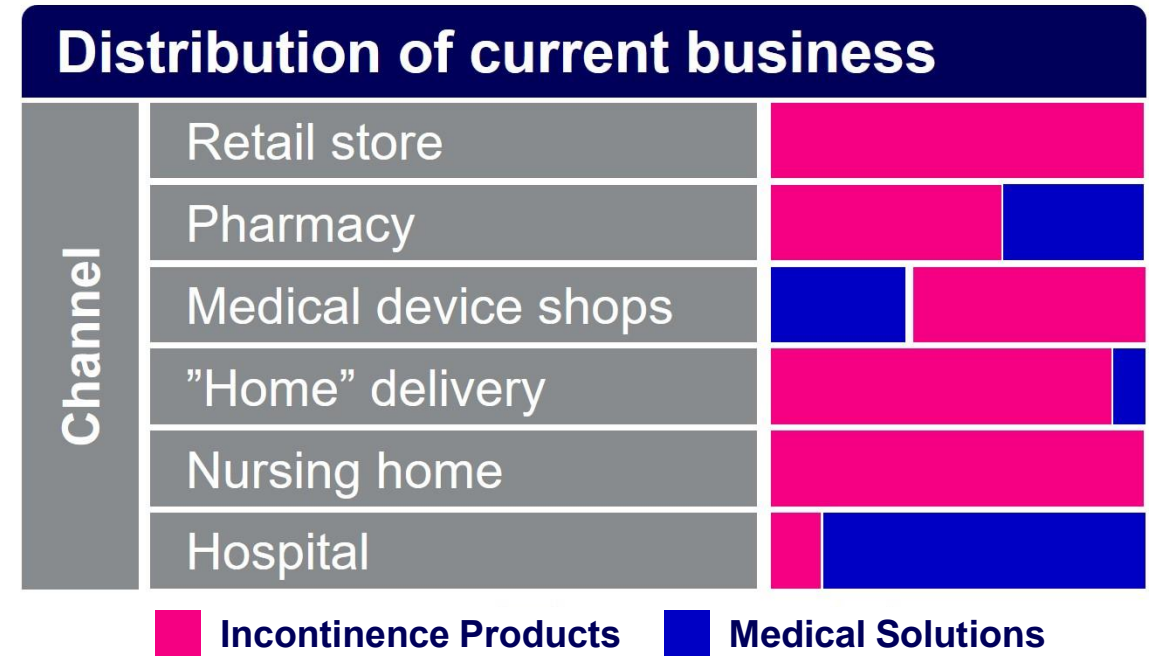 Distribution of current business
Channel
Retail store
Pharmacy
Medical device shops
”Home” delivery
Nursing home
Hospital
Incontinence Products
Medical Solutions